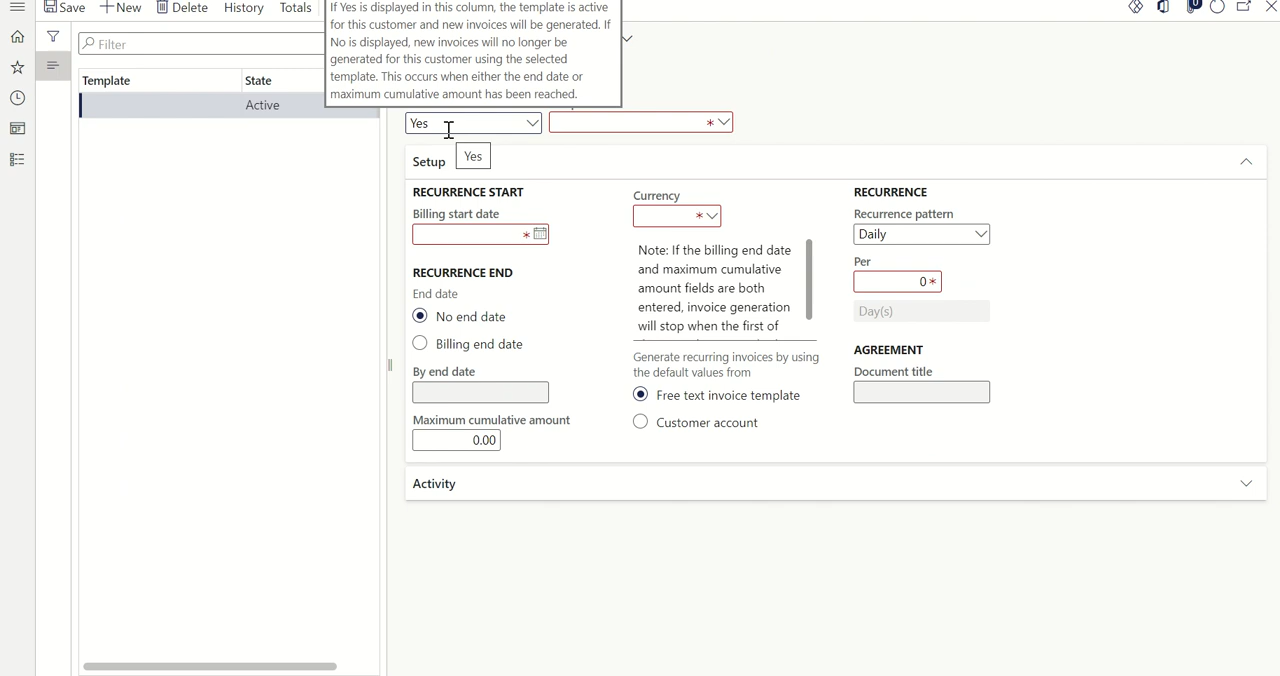 Save New Delete History Totals
If Yes is displayed in this column, the template is active
for this customer and new invoices will be generated. If
No is displayed, new invoices will no longer be
generated for this customer using the selected
template. This occurs when either the end date or
maximum cumulative amount has been reached.
0
Filter
Template State
Active
Yes
*
Yes
Setup
RECURRENCE START
Billing start date
*
RECURRENCE END
End date
No end date
Billing end date
By end date
Maximum cumulative amount
0.00
Currency
*
Note: If the billing end date
and maximum cumulative
amount fields are both
entered, invoice generation
will stop when the first of
Generate recurring invoices by using
the default values from
Free text invoice template
Customer account
RECURRENCE
Recurrence pattern
Daily
Per
0 *
Day(s)
AGREEMENT
Document title
Activity